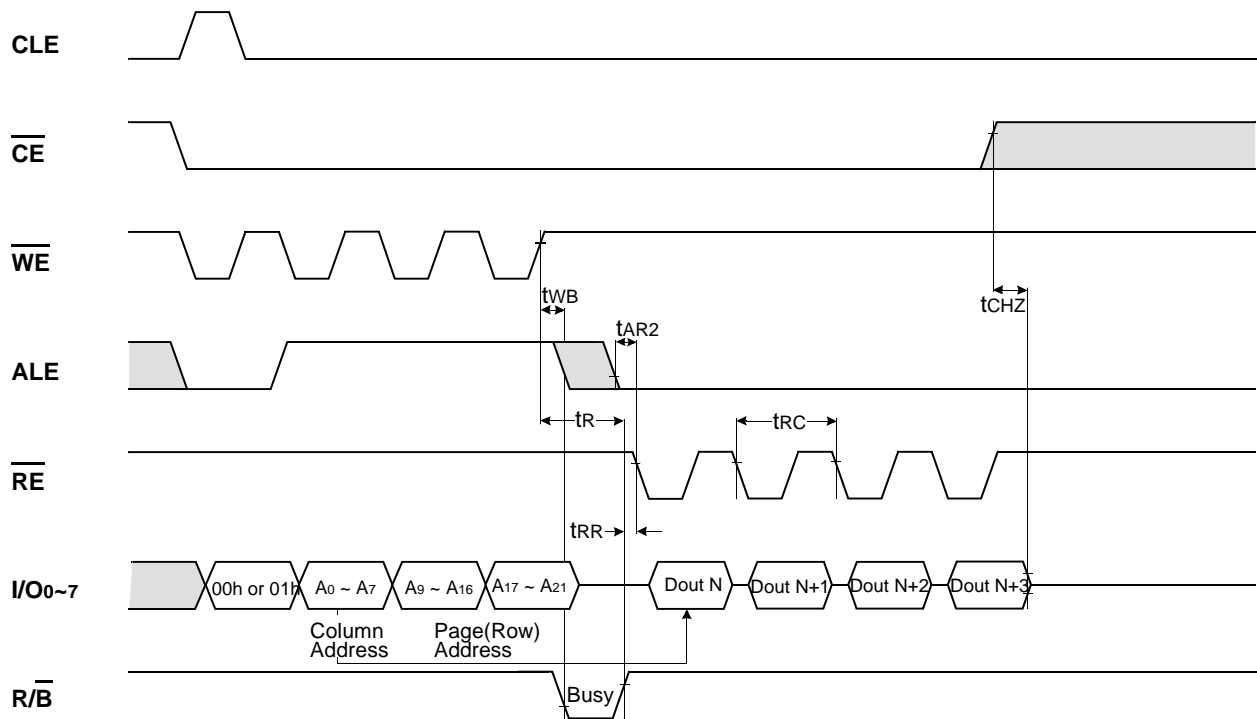 CLE
CE
WE
tWB
tCHZ
tAR2
ALE
tR
tRC
RE
tRR
I/O0~7
00h or 01h
A0 ~ A7
A9 ~ A16
A17 ~ A21
Dout N
Dout N+1
Dout N+2
Dout N+3
Column
Address
Page(Row)
Address
R/B
Busy